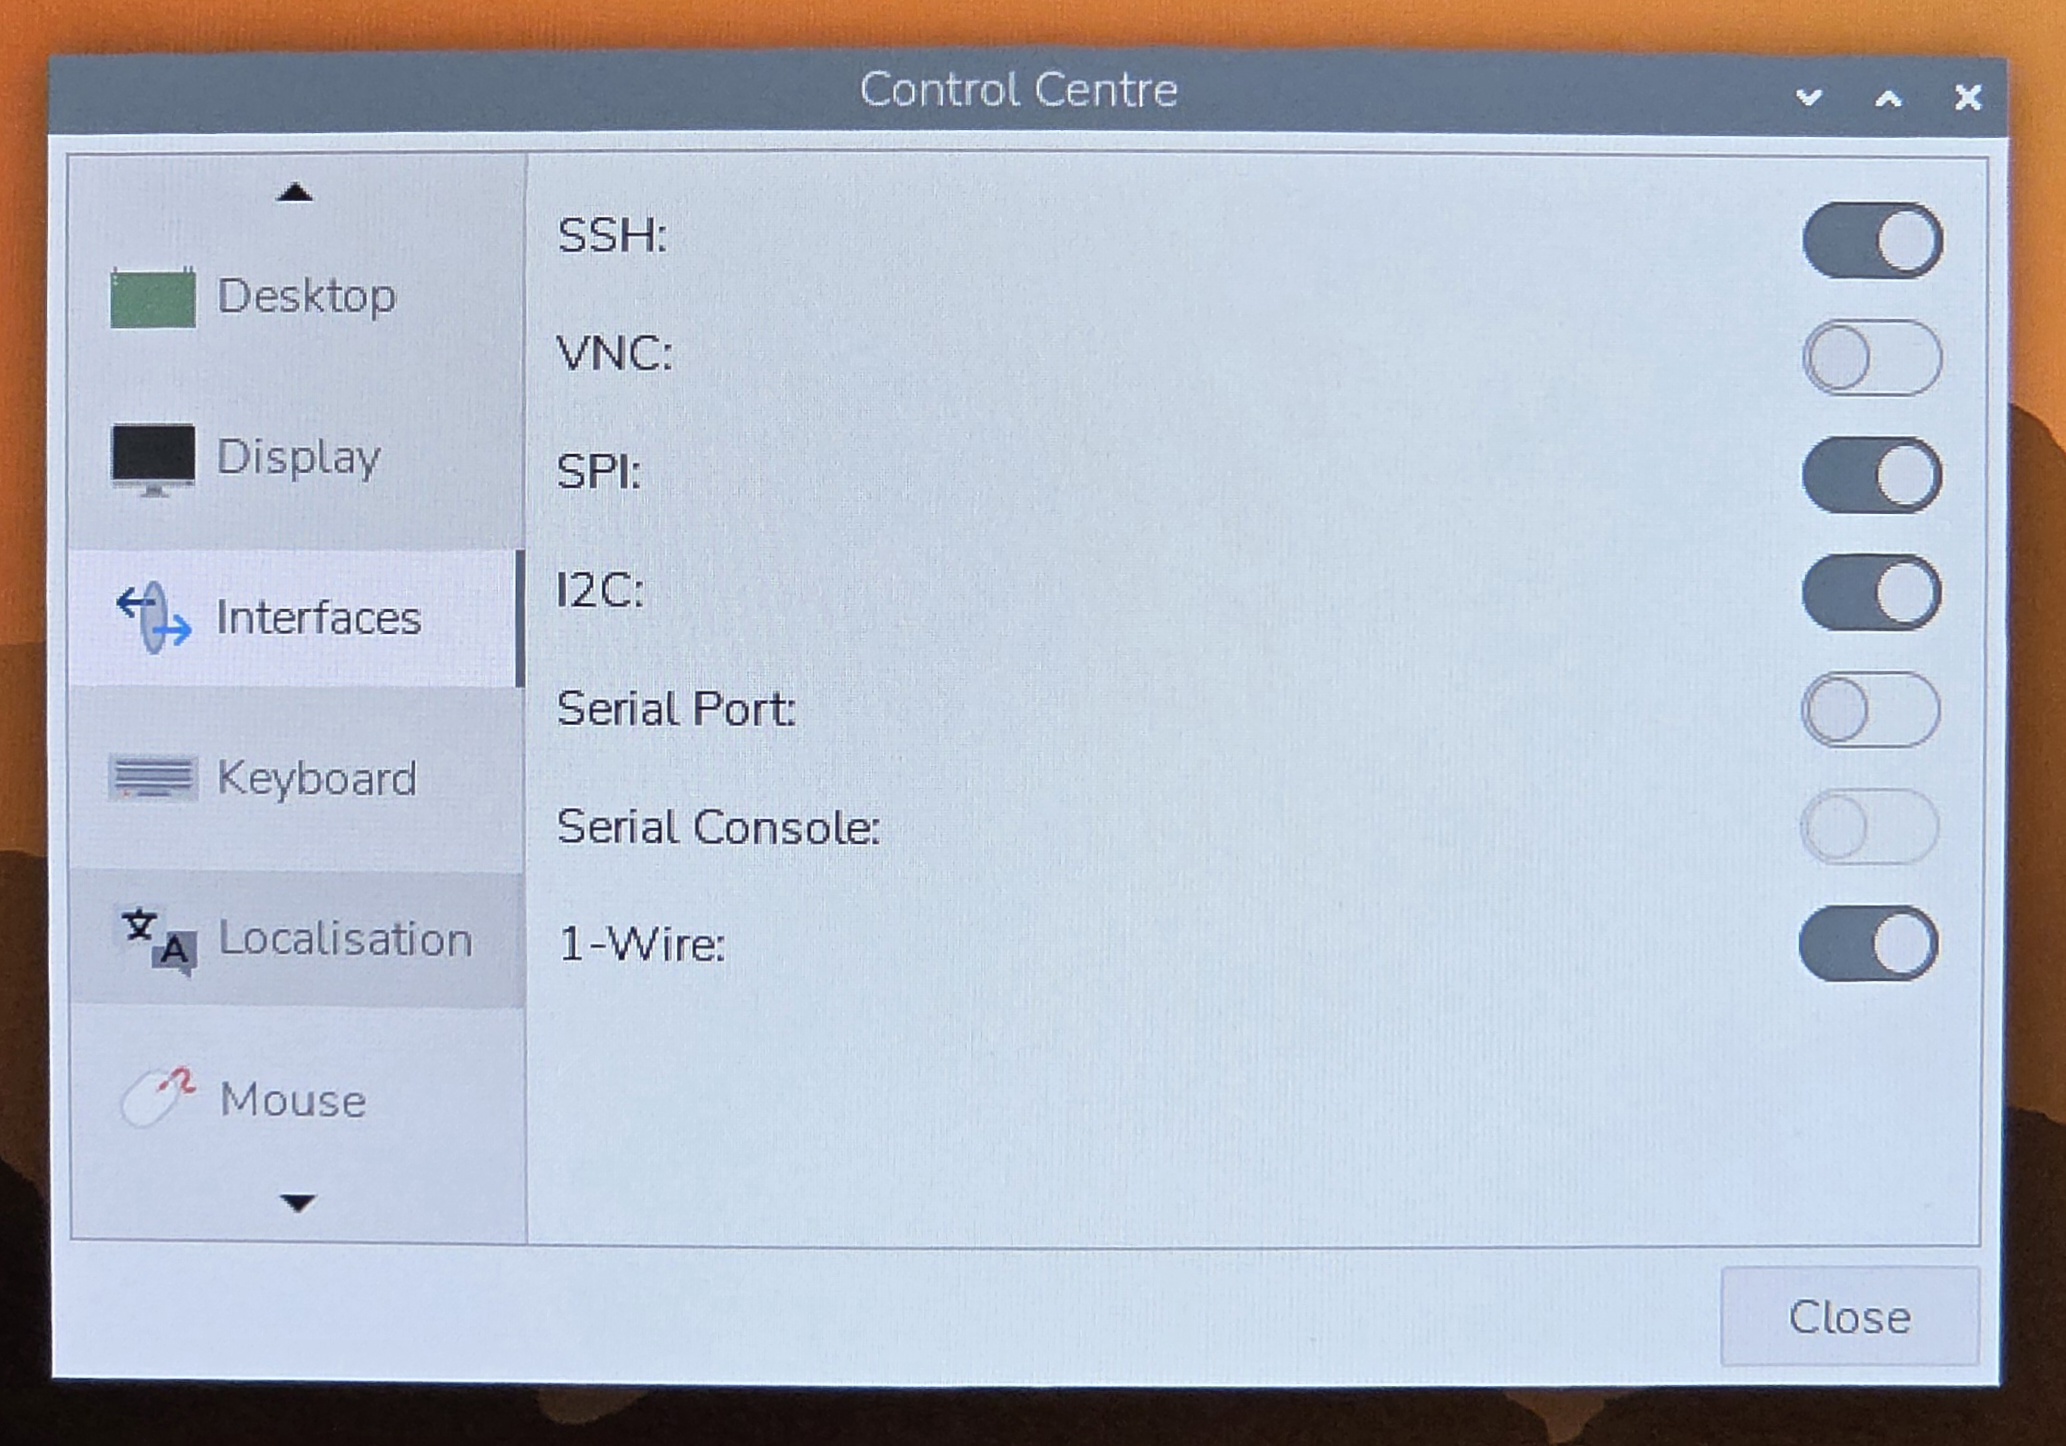 Control Centre
Desktop
Display
Interfaces
Keyboard
Localisation
Mouse
SSH:
VNC:
SPI:
I2C:
Serial Port:
Serial Console:
1-Wire:
Close